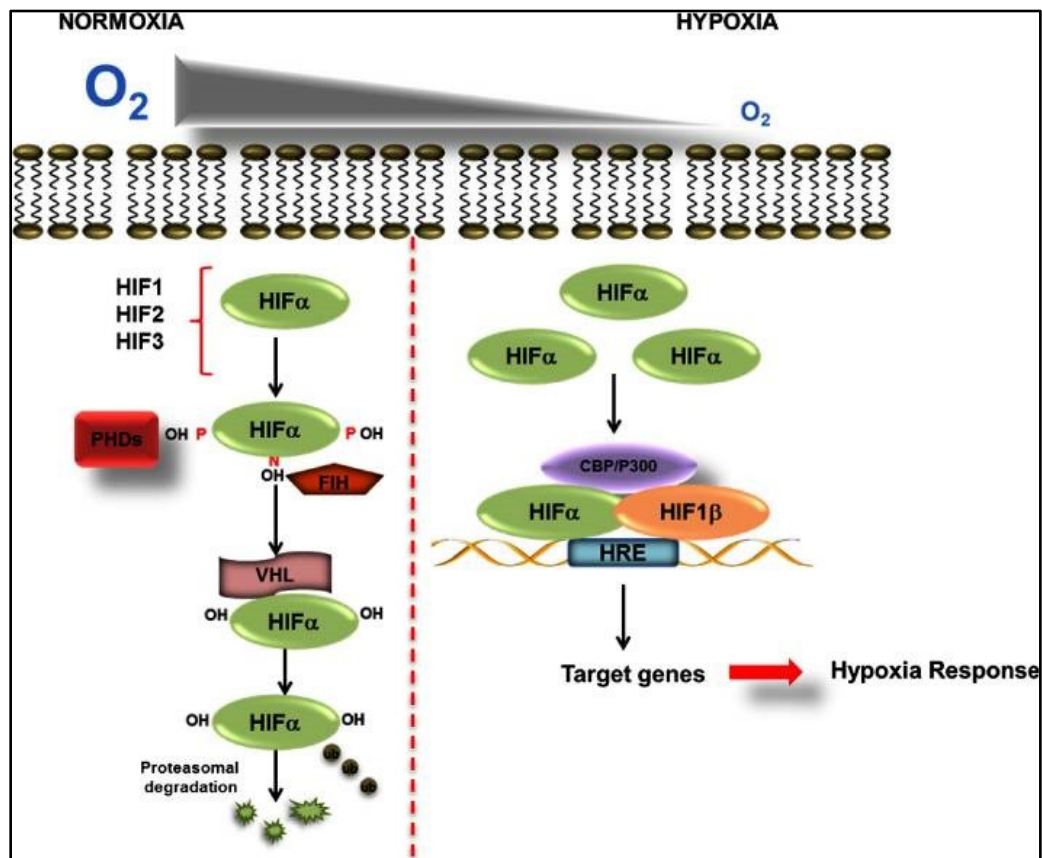 NORMOXIA
HYPOXIA
O2
O2
HIF1
HIF2
HIF3
HIFα
PHDs
OH P
HIFα
P OH
N
OH
FIH
VHL
OH
HIFα
OH
OH
HIFα
OH
ub
ub
ub
Proteasomal
degradation
HIFα
HIFα
HIFα
CBP/P300
HIFα
HIF1β
HRE
Target genes
Hypoxia Response